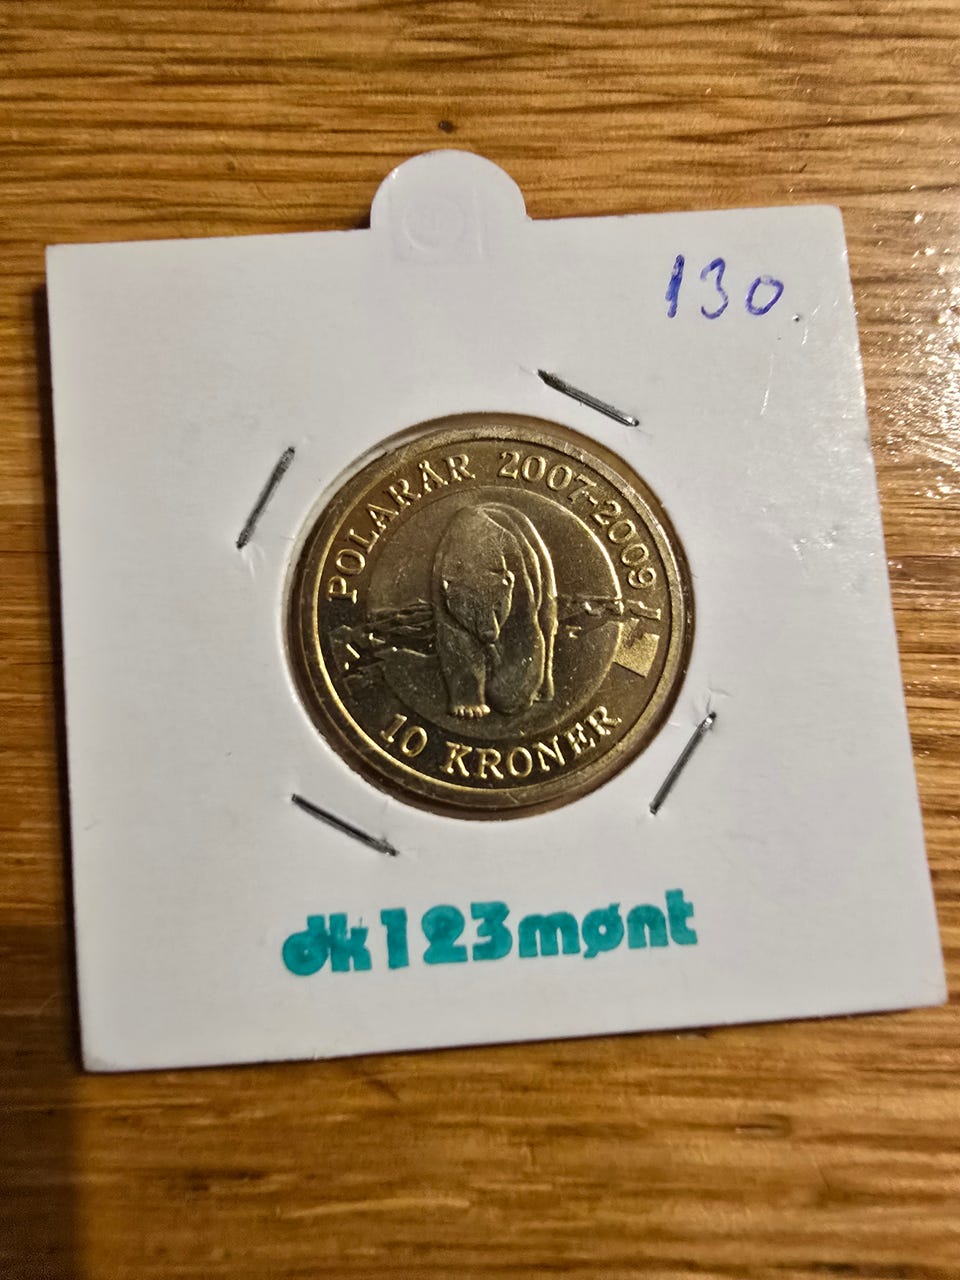 130.
POLARÅR 2007-2009
10 KRONER
dk123mønt